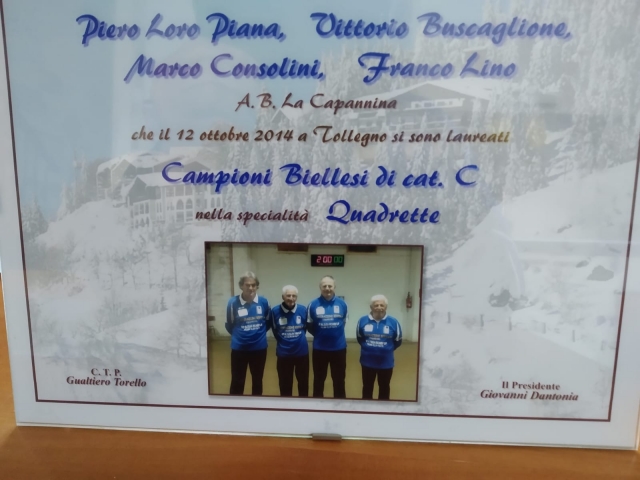 Piero Loro Piana, Vittorio Buscaglione,
Marco Consolini, Franco Lino
A.B. La Capannina
che il 12 ottobre 2014 a Tollegno si sono laureati
Campioni Biellesi di cat. C
nella specialità Quadrette
C. T. P.
Gualtiero Torello
Il Presidente
Giovanni Dantonia